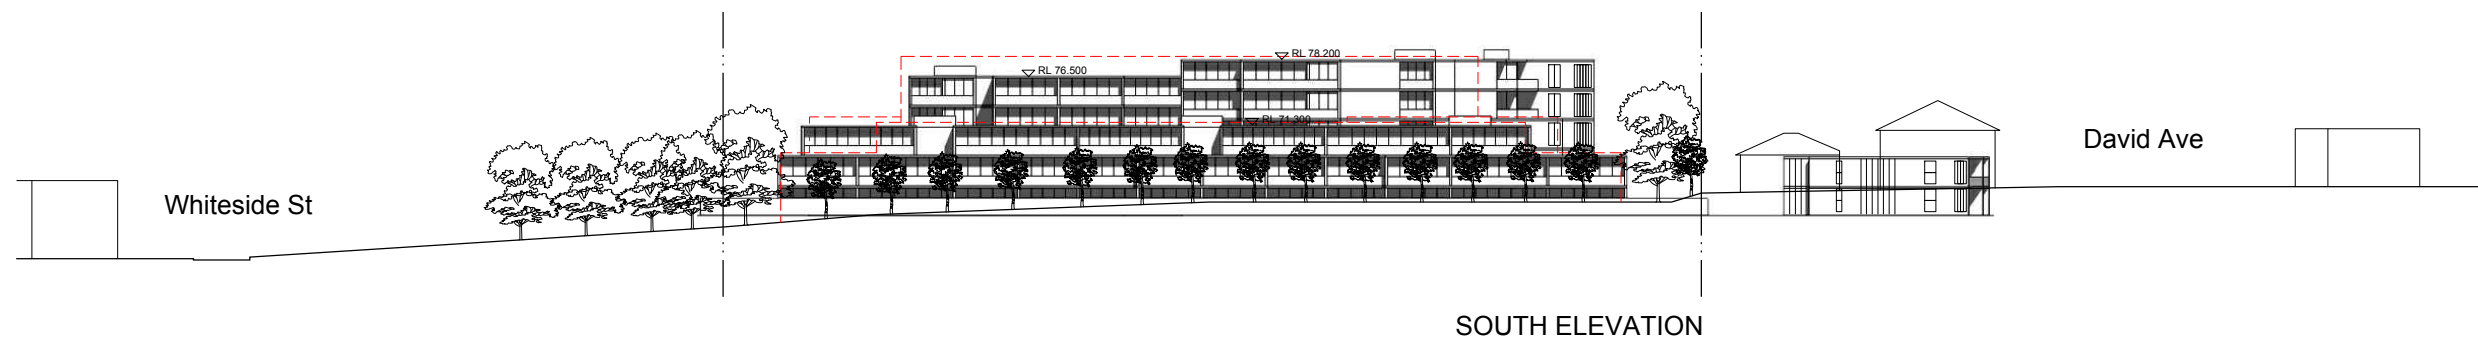 RL 78.200
RL 76.500
RL 71.300
David Ave
Whiteside St
SOUTH ELEVATION